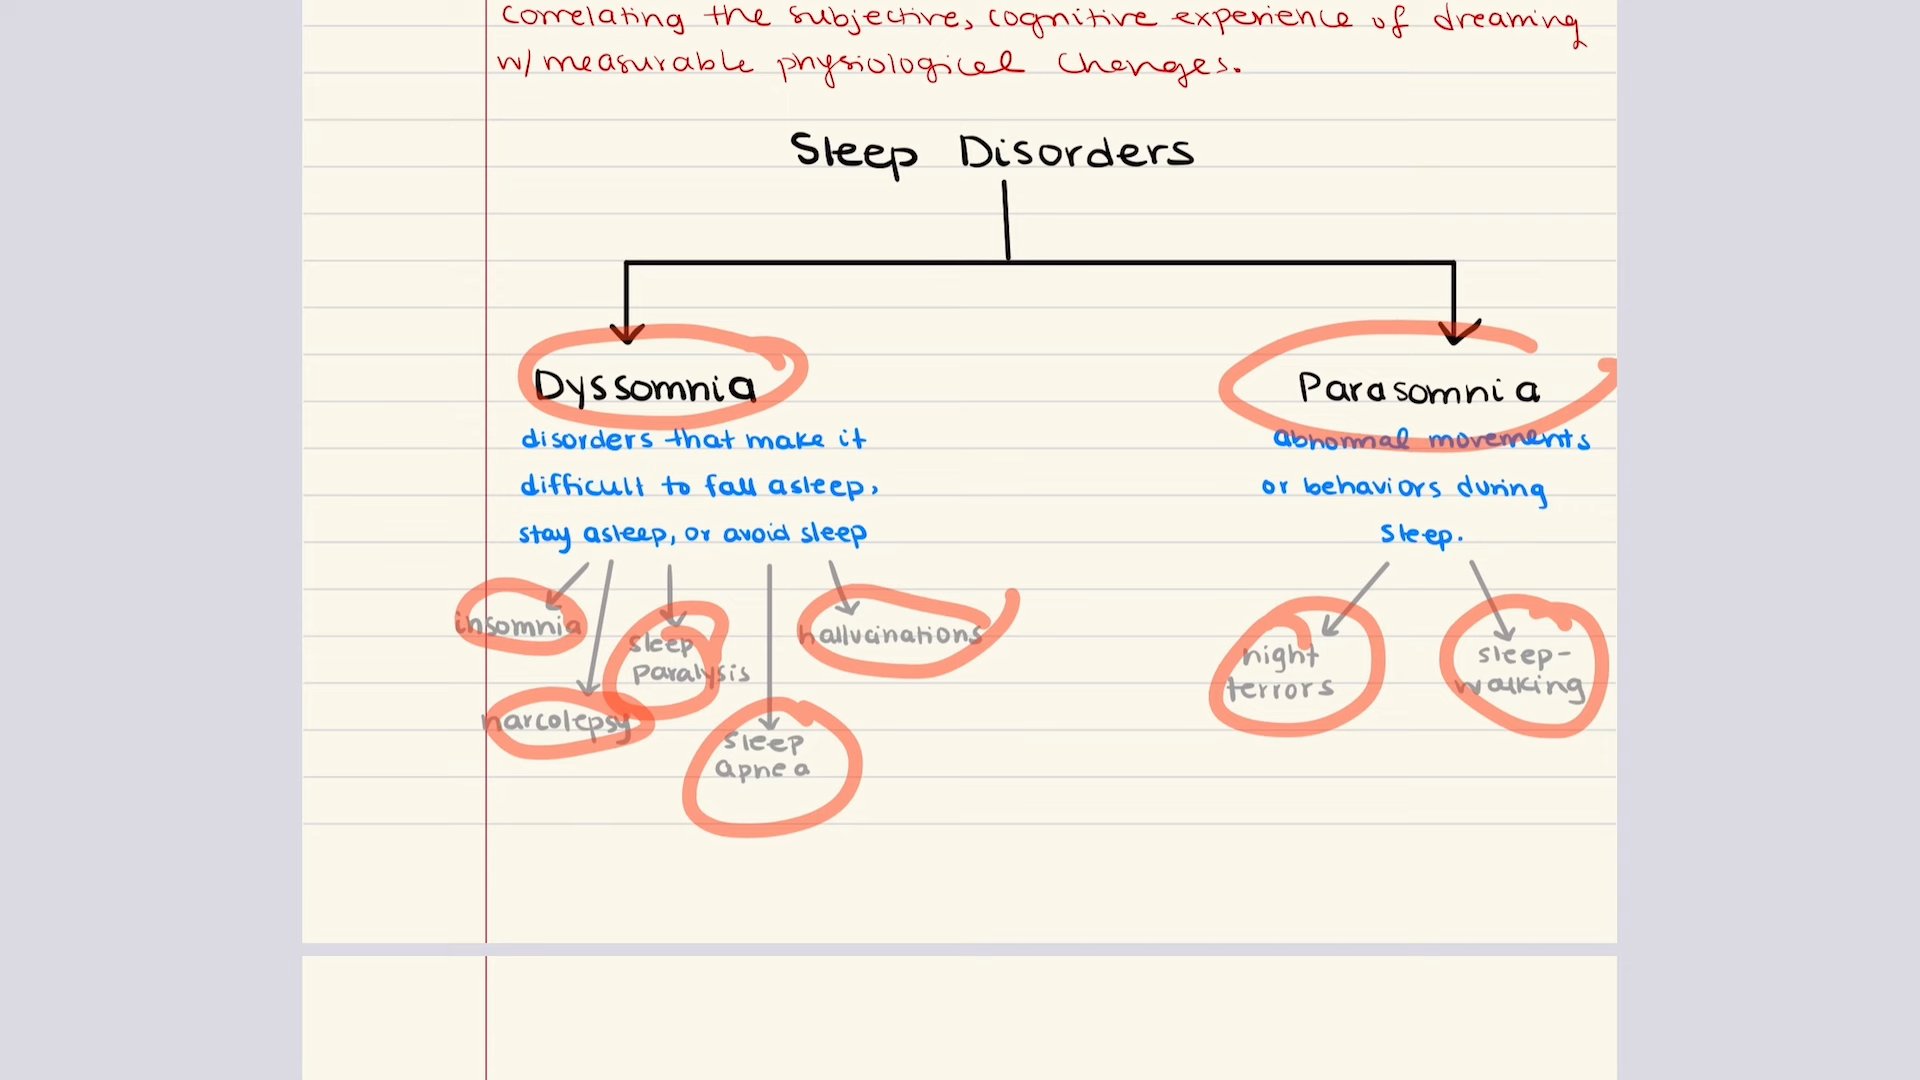 correlating the subjective, cognitive experience of dreaming
w/ measurable physiological changes.
Sleep Disorders
Dyssomnia
disorders that make it
difficult to fall asleep,
stay asleep, or avoid sleep
insomnia
narcolepsy
sleep
paralysis
sleep
apnea
hallucinations
Parasomnia
abnormal movements
or behaviors during
sleep.
night
terrors
sleep-
walking